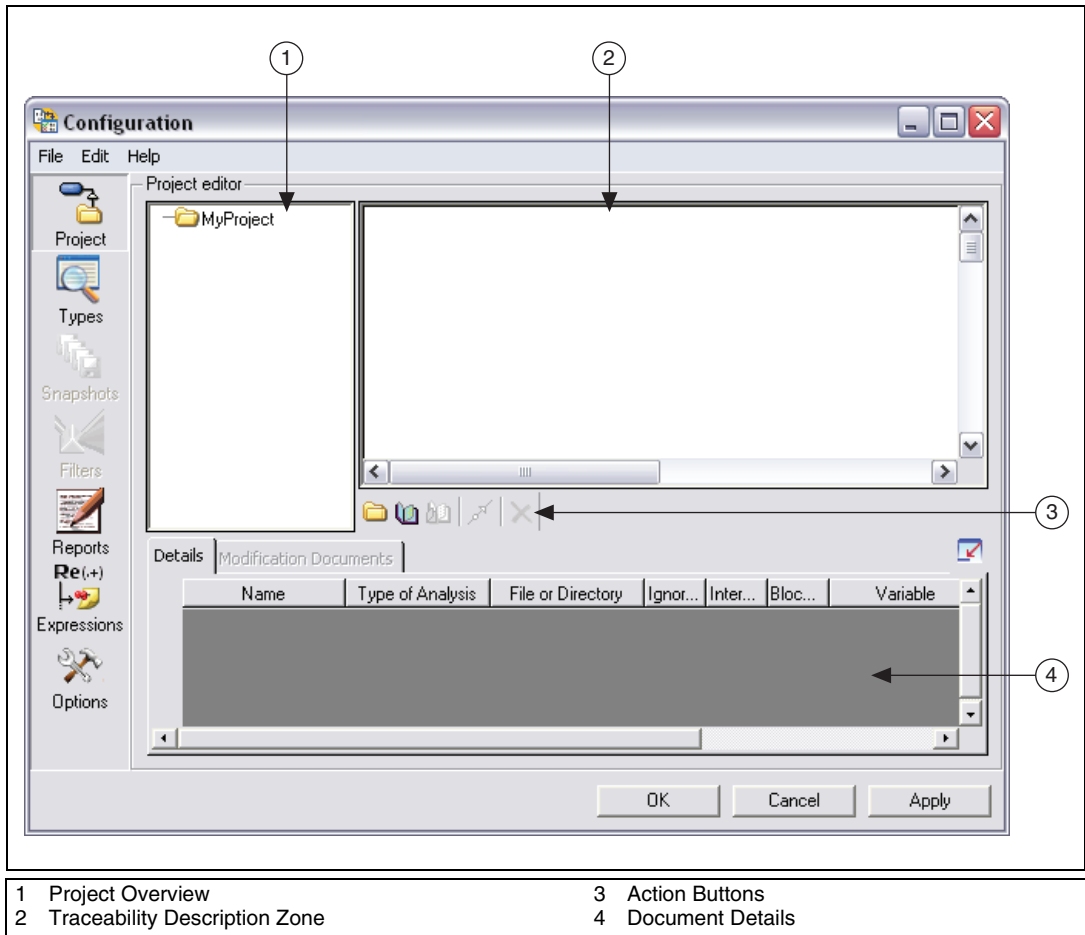 1
2
Configuration
File Edit Help
Project editor
MyProject
Project
Types
Snapshots
Filters
Reports
Re(.+)
Expressions
Options
3
Details Modification Documents
Name Type of Analysis File or Directory Ignor... Inter... Bloc... Variable
4
OK Cancel Apply
1 Project Overview
2 Traceability Description Zone
3 Action Buttons
4 Document Details